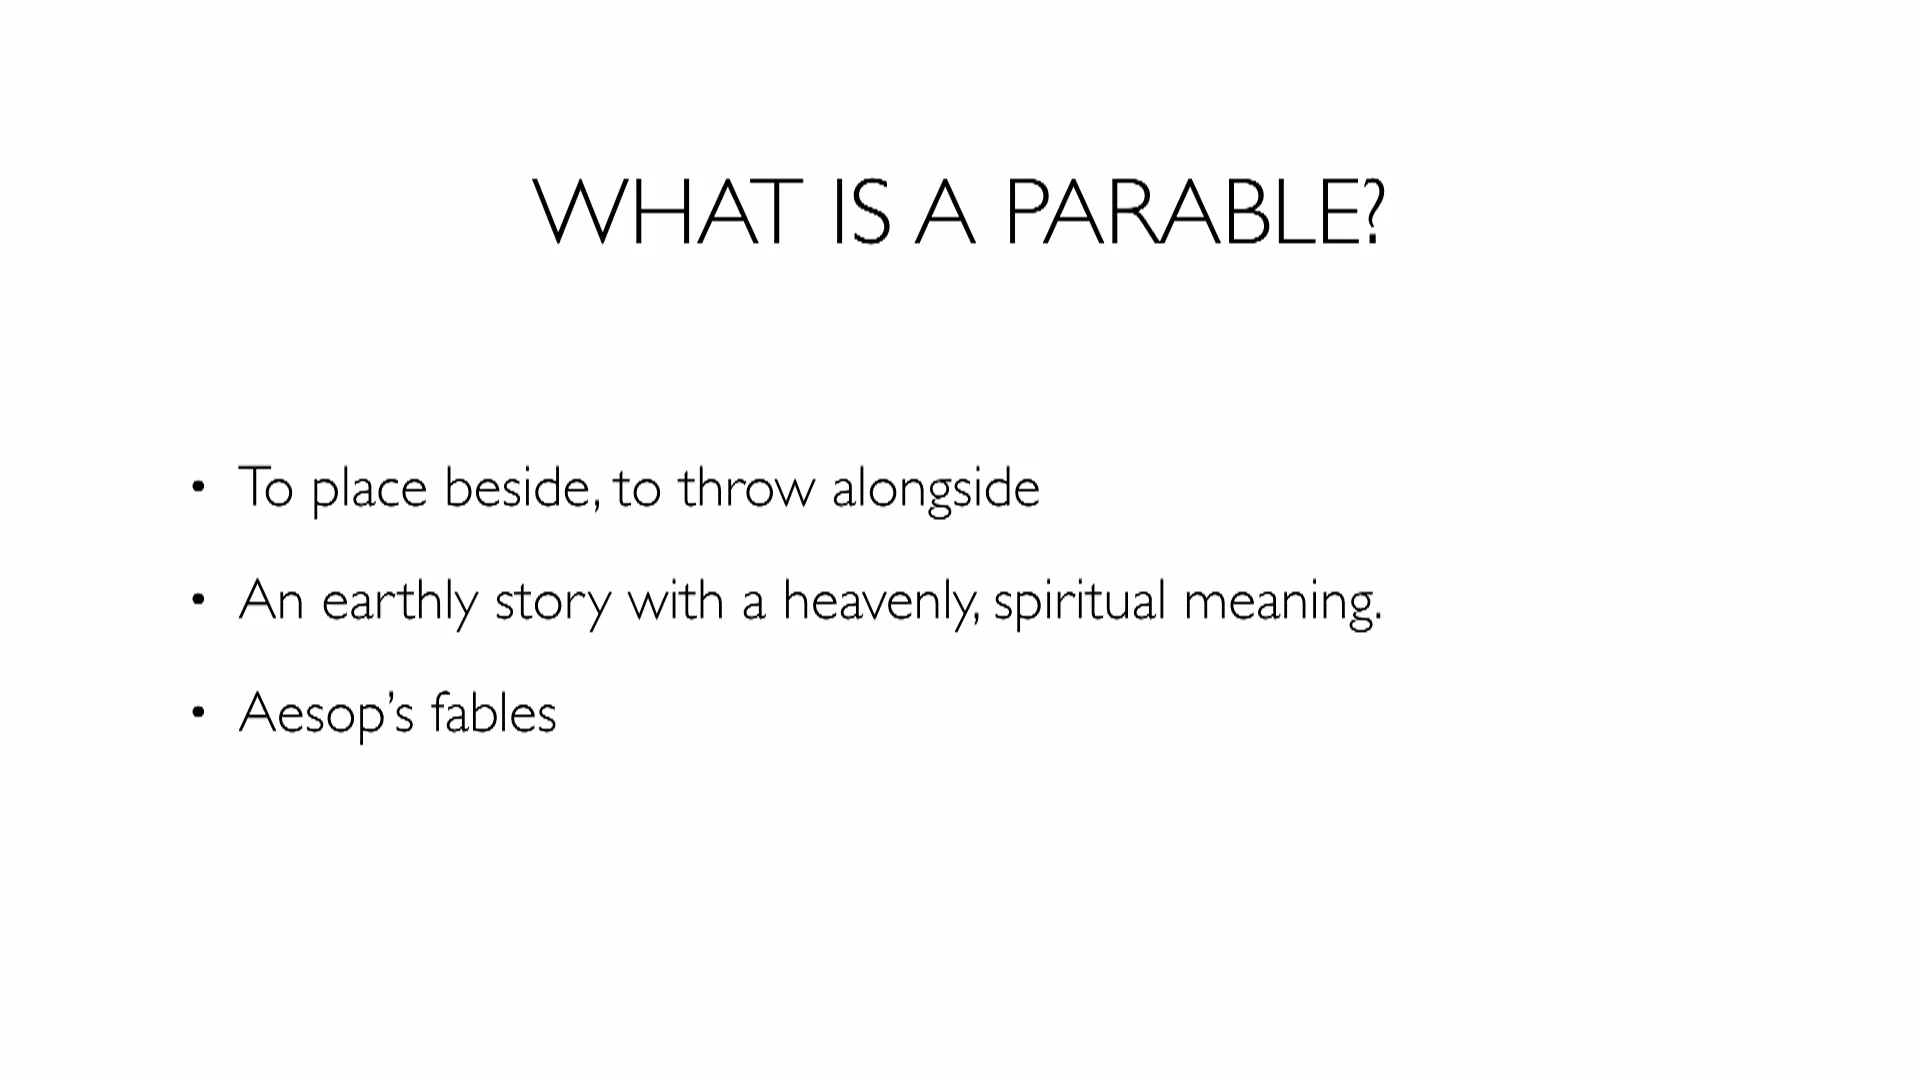 WHAT IS A PARABLE?
• To place beside, to throw alongside
• An earthly story with a heavenly, spiritual meaning.
• Aesop’s fables